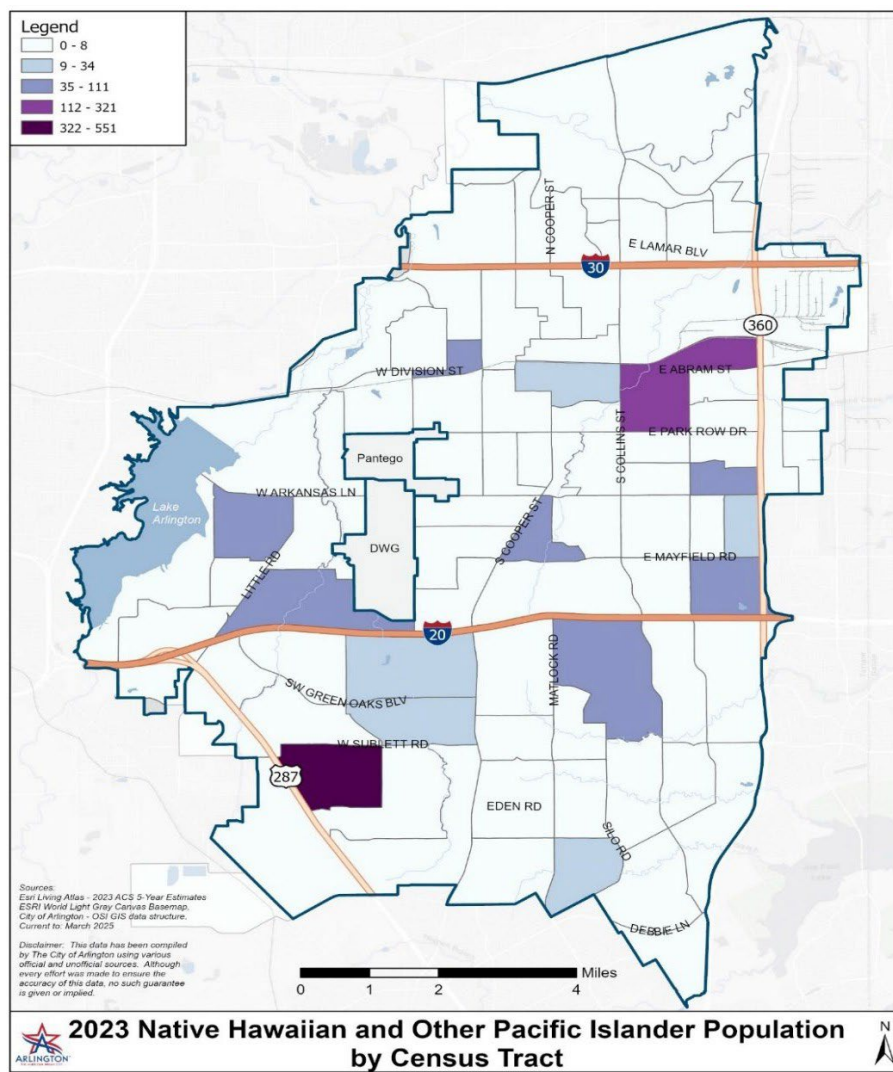 Legend
0 - 8
9 - 34
35 - 111
112 - 321
322 - 551
N COOPER ST
E LAMAR BLV
30
360
W DIVISION ST
E ABRAM ST
S COLLINS ST
E PARK ROW DR
Pantego
Lake
Arlington
W ARKANSAS LN
DWG
S COOPER ST
E MAYFIELD RD
LITTLE RD
20
MATLOCK RD
SW GREEN OAKS BLV
W SUBLETT RD
287
EDEN RD
SILO RD
DEBBIE LN
Sources:
Esri Living Atlas - 2023 ACS 5-Year Estimates
ESRI World Light Gray Canvas Basemap,
City of Arlington - OSI GIS data structure.
Current to: March 2025
Disclaimer: This data has been compiled
by The City of Arlington using various
official and unofficial sources. Although
every effort was made to ensure the
accuracy of this data, no such guarantee
is given or implied.
Miles
0 1 2 4
ARLINGTON
2023 Native Hawaiian and Other Pacific Islander Population
by Census Tract
N